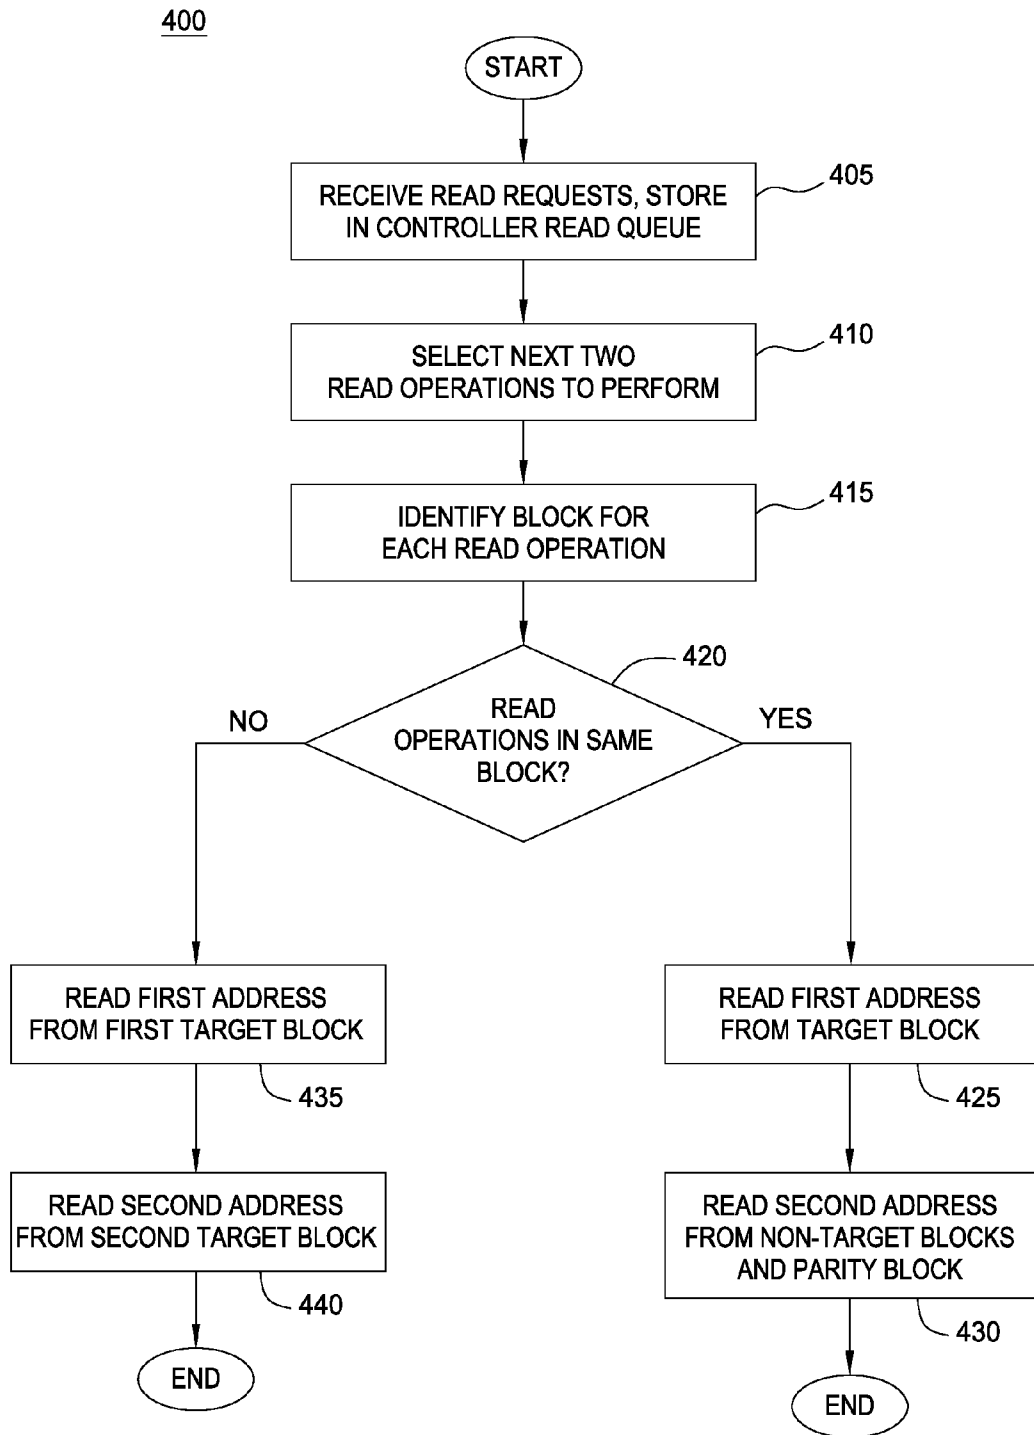 400
START
RECEIVE READ REQUESTS, STORE
IN CONTROLLER READ QUEUE
405
SELECT NEXT TWO
READ OPERATIONS TO PERFORM
410
IDENTIFY BLOCK FOR
EACH READ OPERATION
415
READ
OPERATIONS IN SAME
BLOCK?
420
NO
YES
READ FIRST ADDRESS
FROM FIRST TARGET BLOCK
435
READ FIRST ADDRESS
FROM TARGET BLOCK
425
READ SECOND ADDRESS
FROM SECOND TARGET BLOCK
440
READ SECOND ADDRESS
FROM NON-TARGET BLOCKS
AND PARITY BLOCK
430
END
END